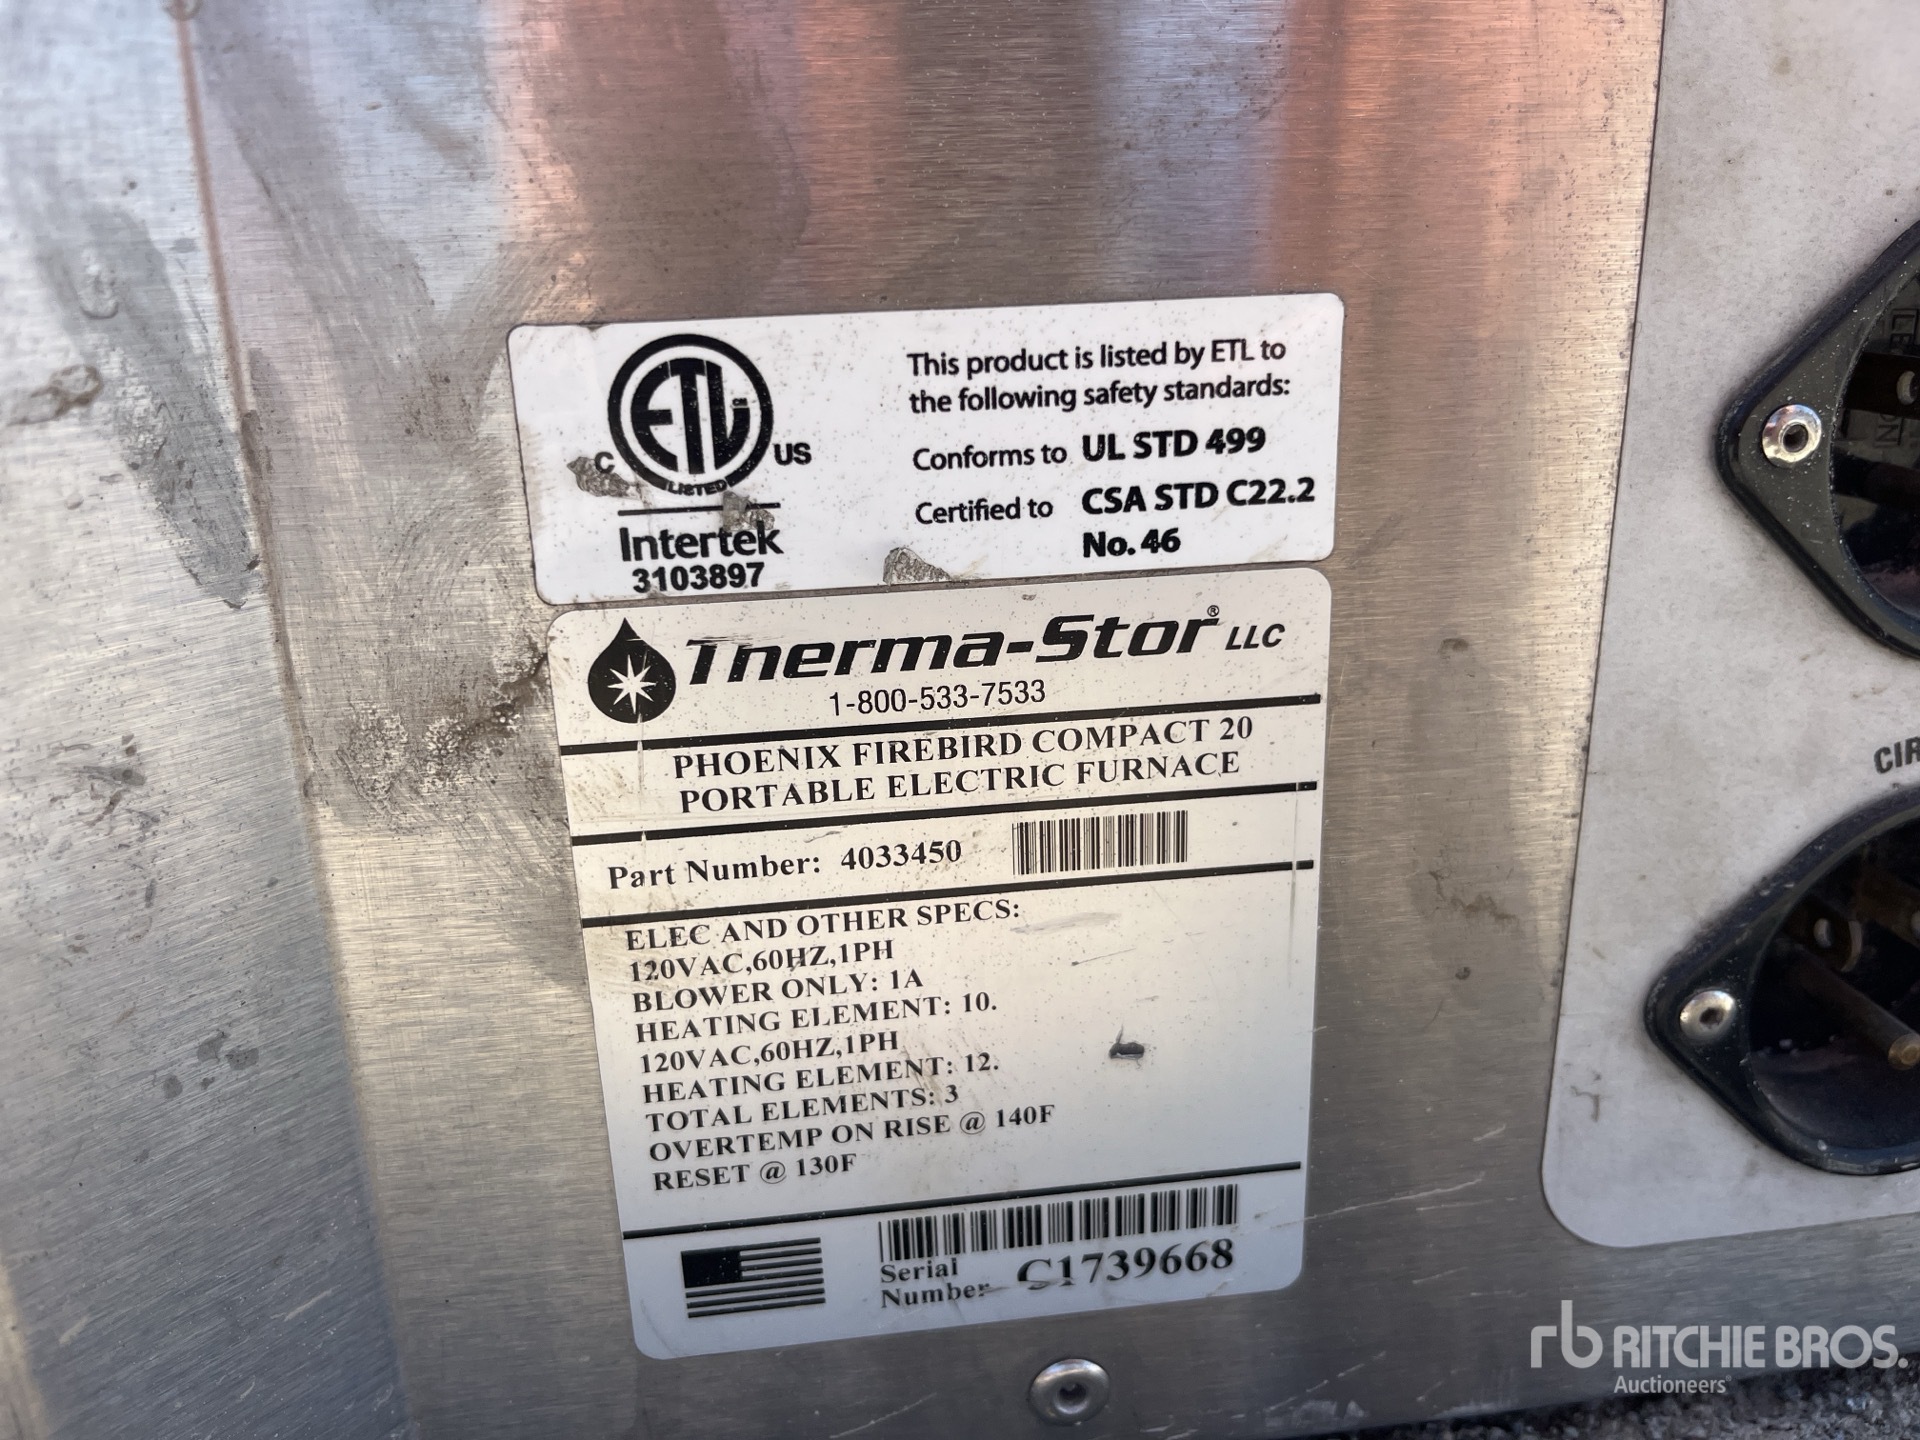 ETL CM
LISTED
C US
Intertek
3103897
This product is listed by ETL to
the following safety standards:
Conforms to UL STD 499
Certified to CSA STD C22.2
No. 46
Therma-Stor® LLC
1-800-533-7533
PHOENIX FIREBIRD COMPACT 20
PORTABLE ELECTRIC FURNACE
Part Number: 4033450
ELEC AND OTHER SPECS:
120VAC,60HZ,1PH
BLOWER ONLY: 1A
HEATING ELEMENT: 10.
120VAC,60HZ,1PH
HEATING ELEMENT: 12.
TOTAL ELEMENTS: 3
OVERTEMP ON RISE @ 140F
RESET @ 130F
Serial
Number C1739668
CIR
rb RITCHIE BROS.
Auctioneers